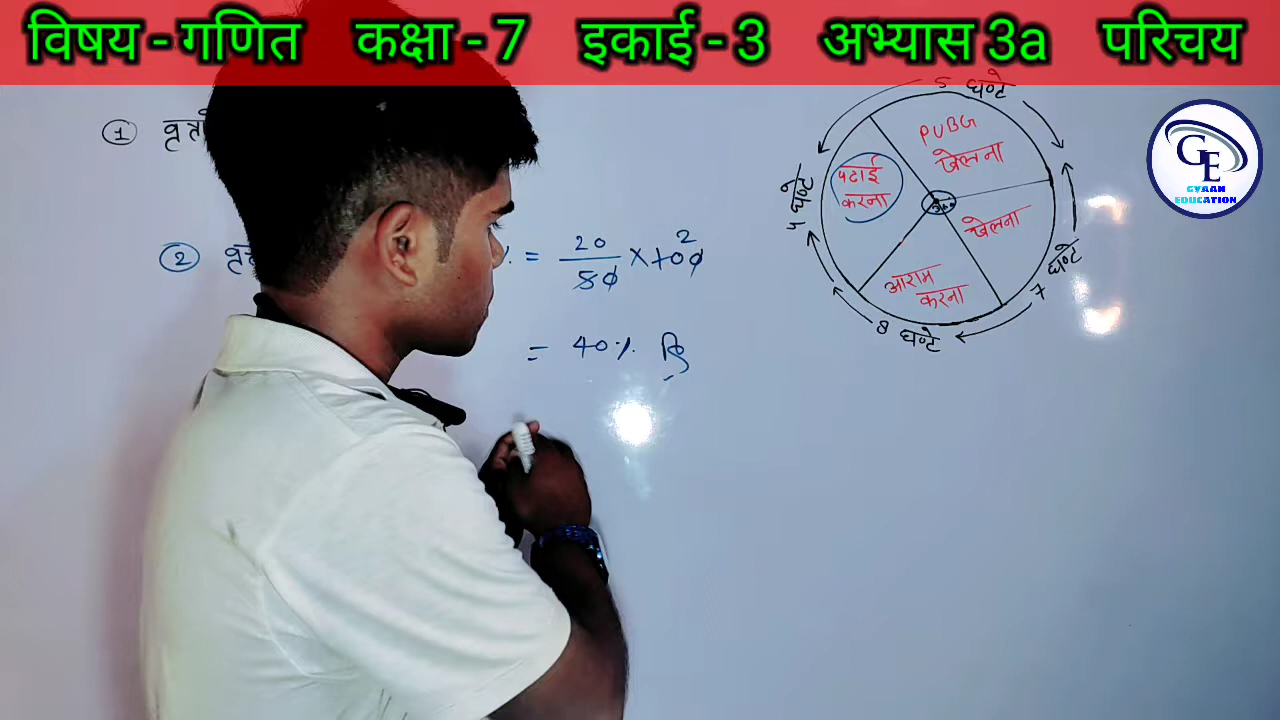 विषय - गणित कक्षा - 7 इकाई - 3 अभ्यास 3a परिचय
5 घण्टे
① 
PUBG
खेलना
GE
GYAAN
EDUCATION
पढाई
करना
4 घण्टे
खेलना
② % = 20/50 × 100 2
7 घण्टे
आराम
करना
8 घण्टे
= 40%